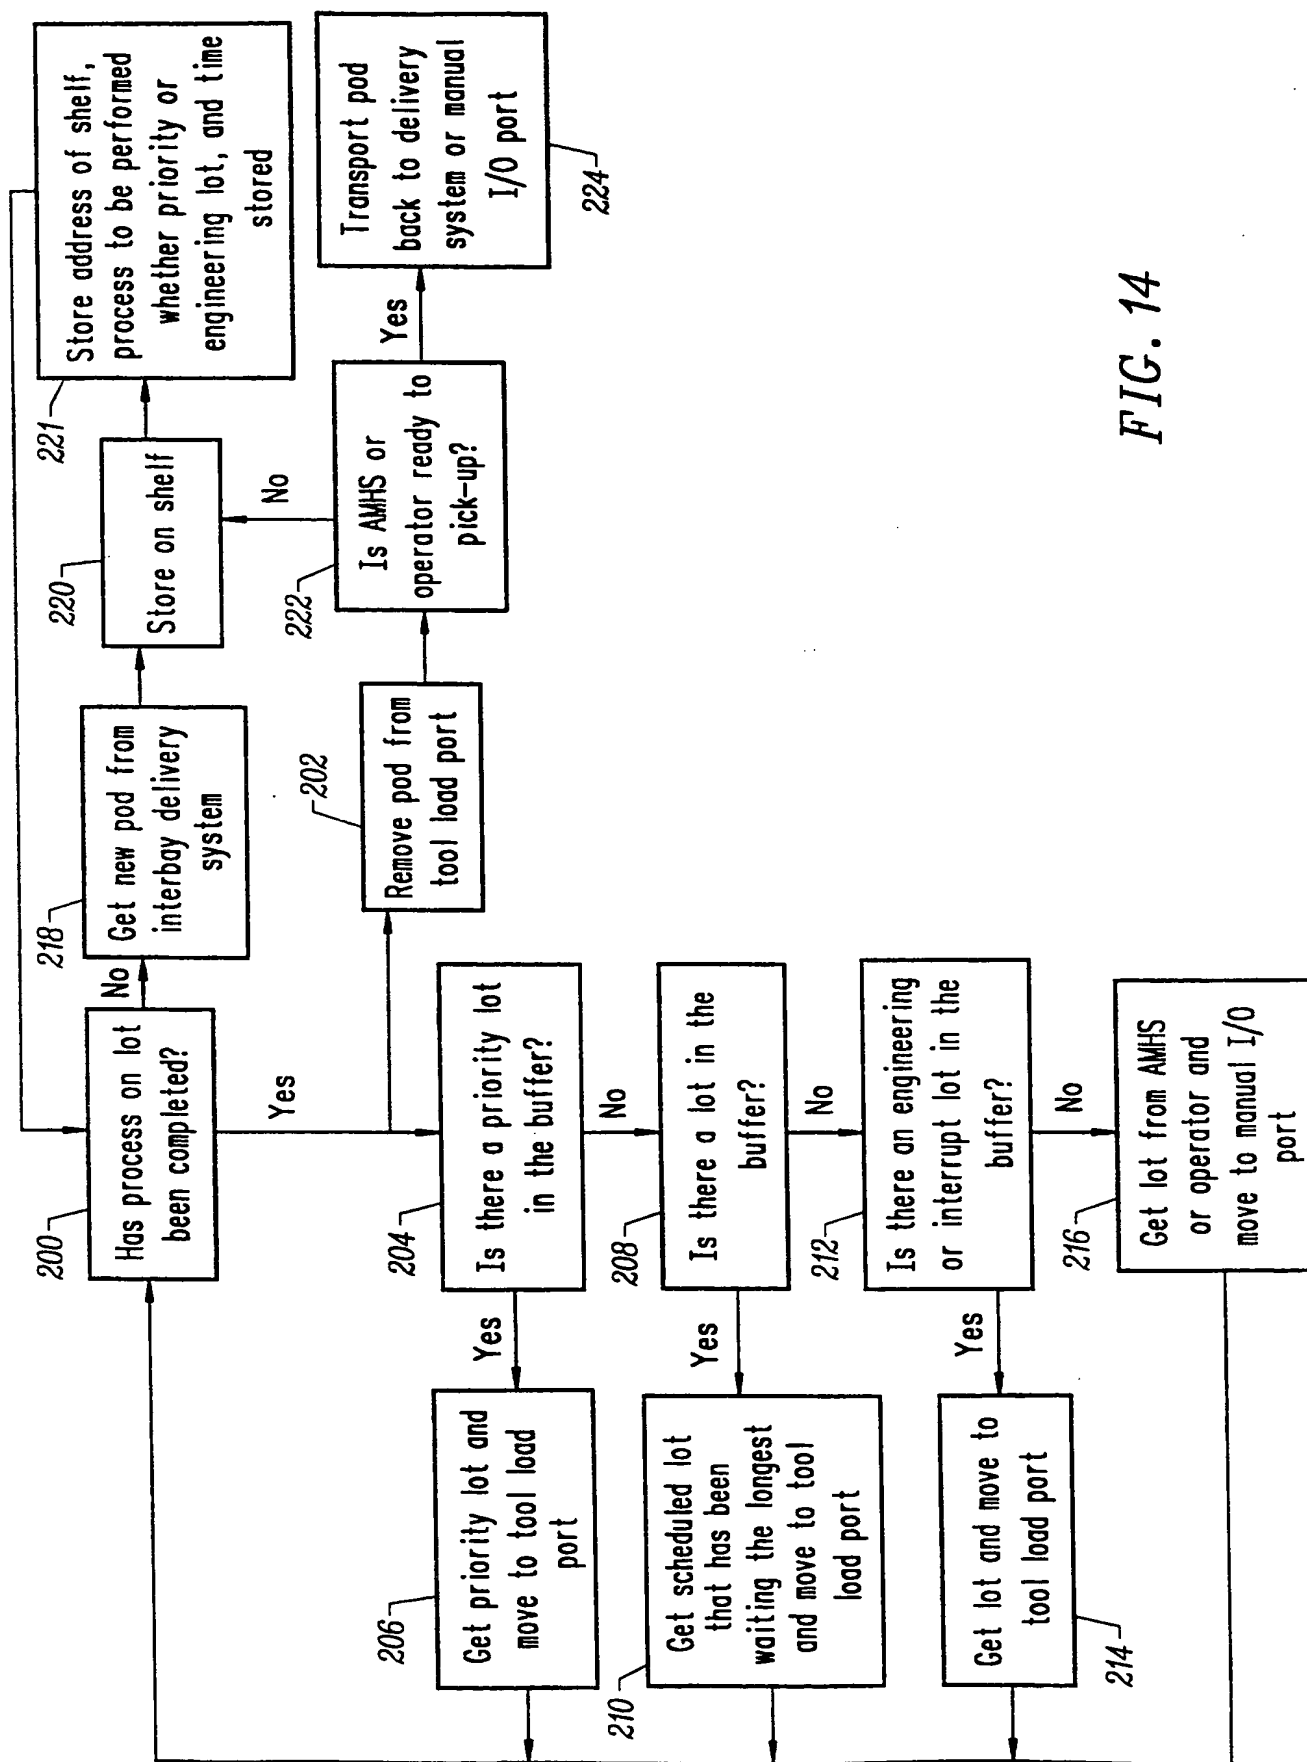 200
Has process on lot
been completed?
No
Yes
218
Get new pod from
interbay delivery
system
220
Store on shelf
221
Store address of shelf,
process to be performed
whether priority or
engineering lot, and time
stored
202
Remove pod from
tool load port
222
Is AMHS or
operator ready to
pick-up?
No
Yes
Transport pod
back to delivery
system or manual
I/O port
224
204
Is there a priority lot
in the buffer?
Yes
No
206
Get priority lot and
move to tool load
port
208
Is there a lot in the
buffer?
Yes
No
210
Get scheduled lot
that has been
waiting the longest
and move to tool
load port
212
Is there an engineering
or interrupt lot in the
buffer?
Yes
No
Get lot and move to
tool load port
214
216
Get lot from AMHS
or operator and
move to manual I/O
port
FIG. 14